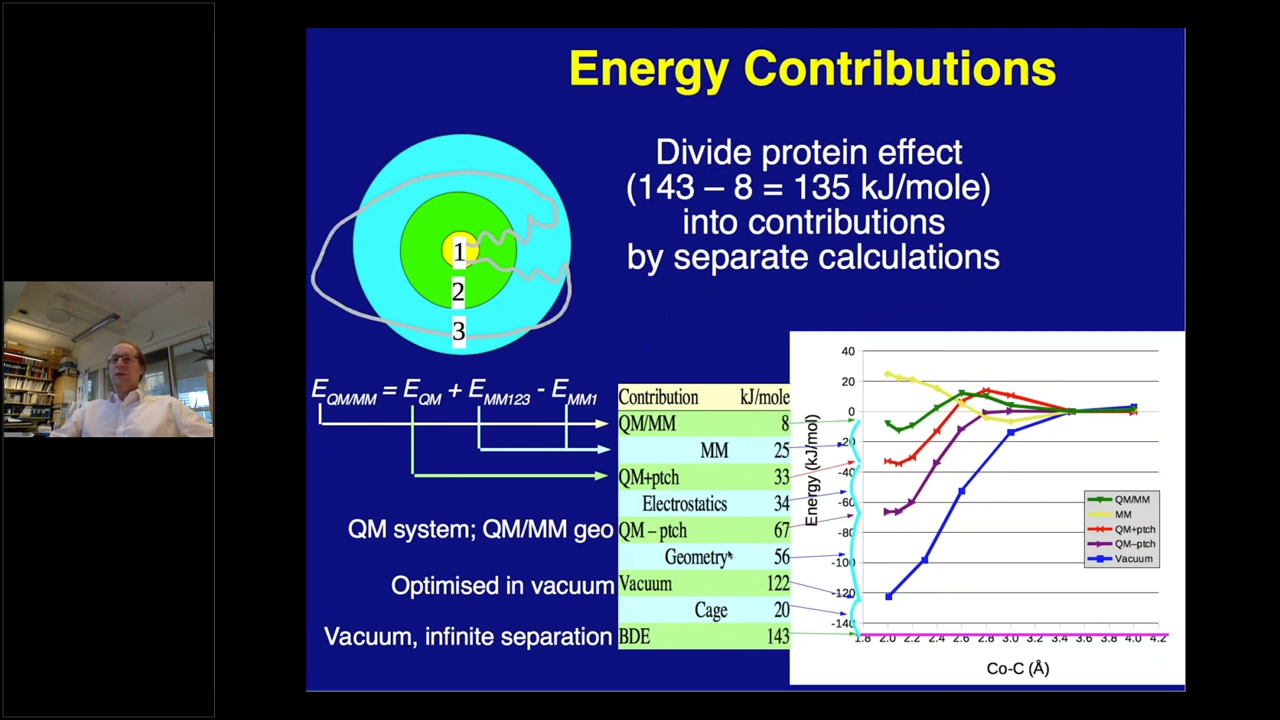 Energy Contributions
Divide protein effect
(143 – 8 = 135 kJ/mole)
into contributions
by separate calculations
1
2
3
E QM/MM = E QM + E MM123 - E MM1
Contribution kJ/mole
QM/MM 8
MM 25
QM+ptch 33
Electrostatics 34
QM – ptch 67
Geometry 56
Vacuum 122
Cage 20
BDE 143
QM system; QM/MM geo
Optimised in vacuum
Vacuum, infinite separation
Energy (kJ/mol)
40
20
0
-20
-40
-60
-80
-100
-120
-140
1.8 2.0 2.2 2.4 2.6 2.8 3.0 3.2 3.4 3.6 3.8 4.0 4.2
Co-C (Å)
QM/MM
MM
QM+ptch
QM–ptch
Vacuum